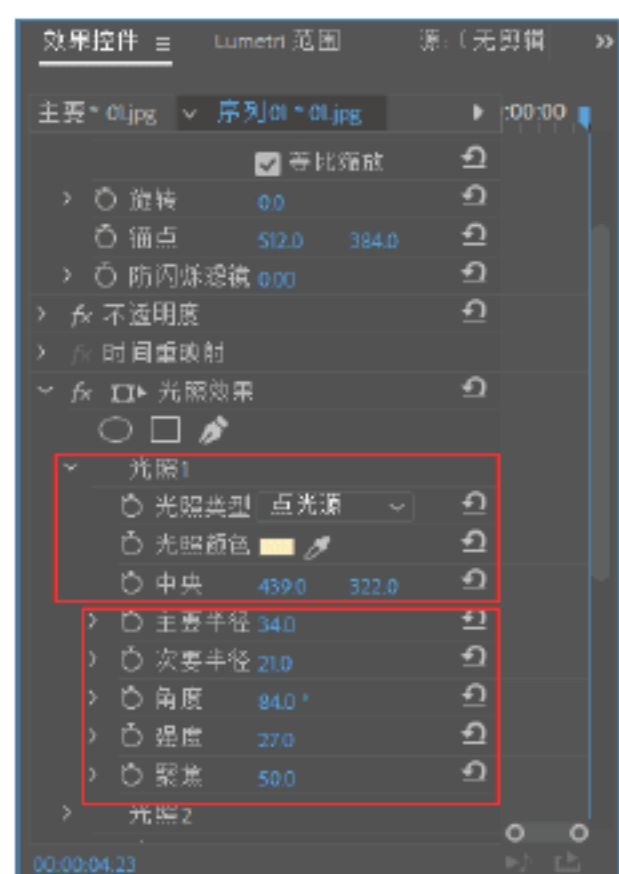 效果控件 ≡ Lumetri 范围 源:（无剪辑 »
主要 * 01.jpg 序列 01 * 01.jpg :00:00
等比缩放
旋转 0.0
锚点 512.0 384.0
防闪烁滤镜 0.00
fx 不透明度
fx 时间重映射
fx 光照效果
光照1
光照类型 点光源
光照颜色
中央 439.0 322.0
主要半径 34.0
次要半径 21.0
角度 84.0 °
强度 27.0
聚焦 50.0
光照2
00:00:04.23